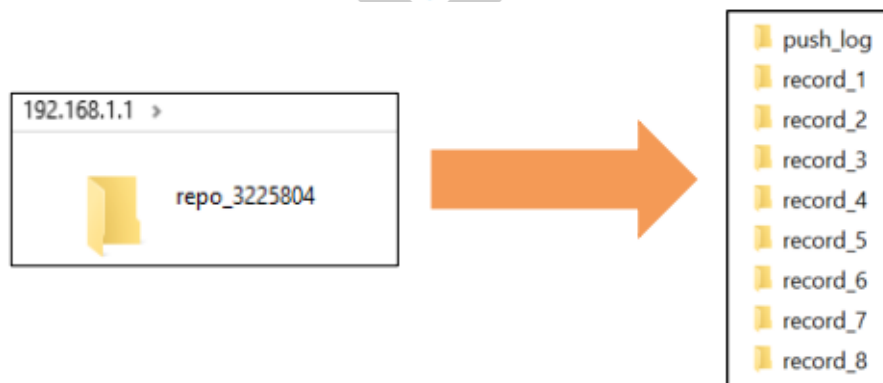 192.168.1.1 >
repo_3225804
push_log
record_1
record_2
record_3
record_4
record_5
record_6
record_7
record_8